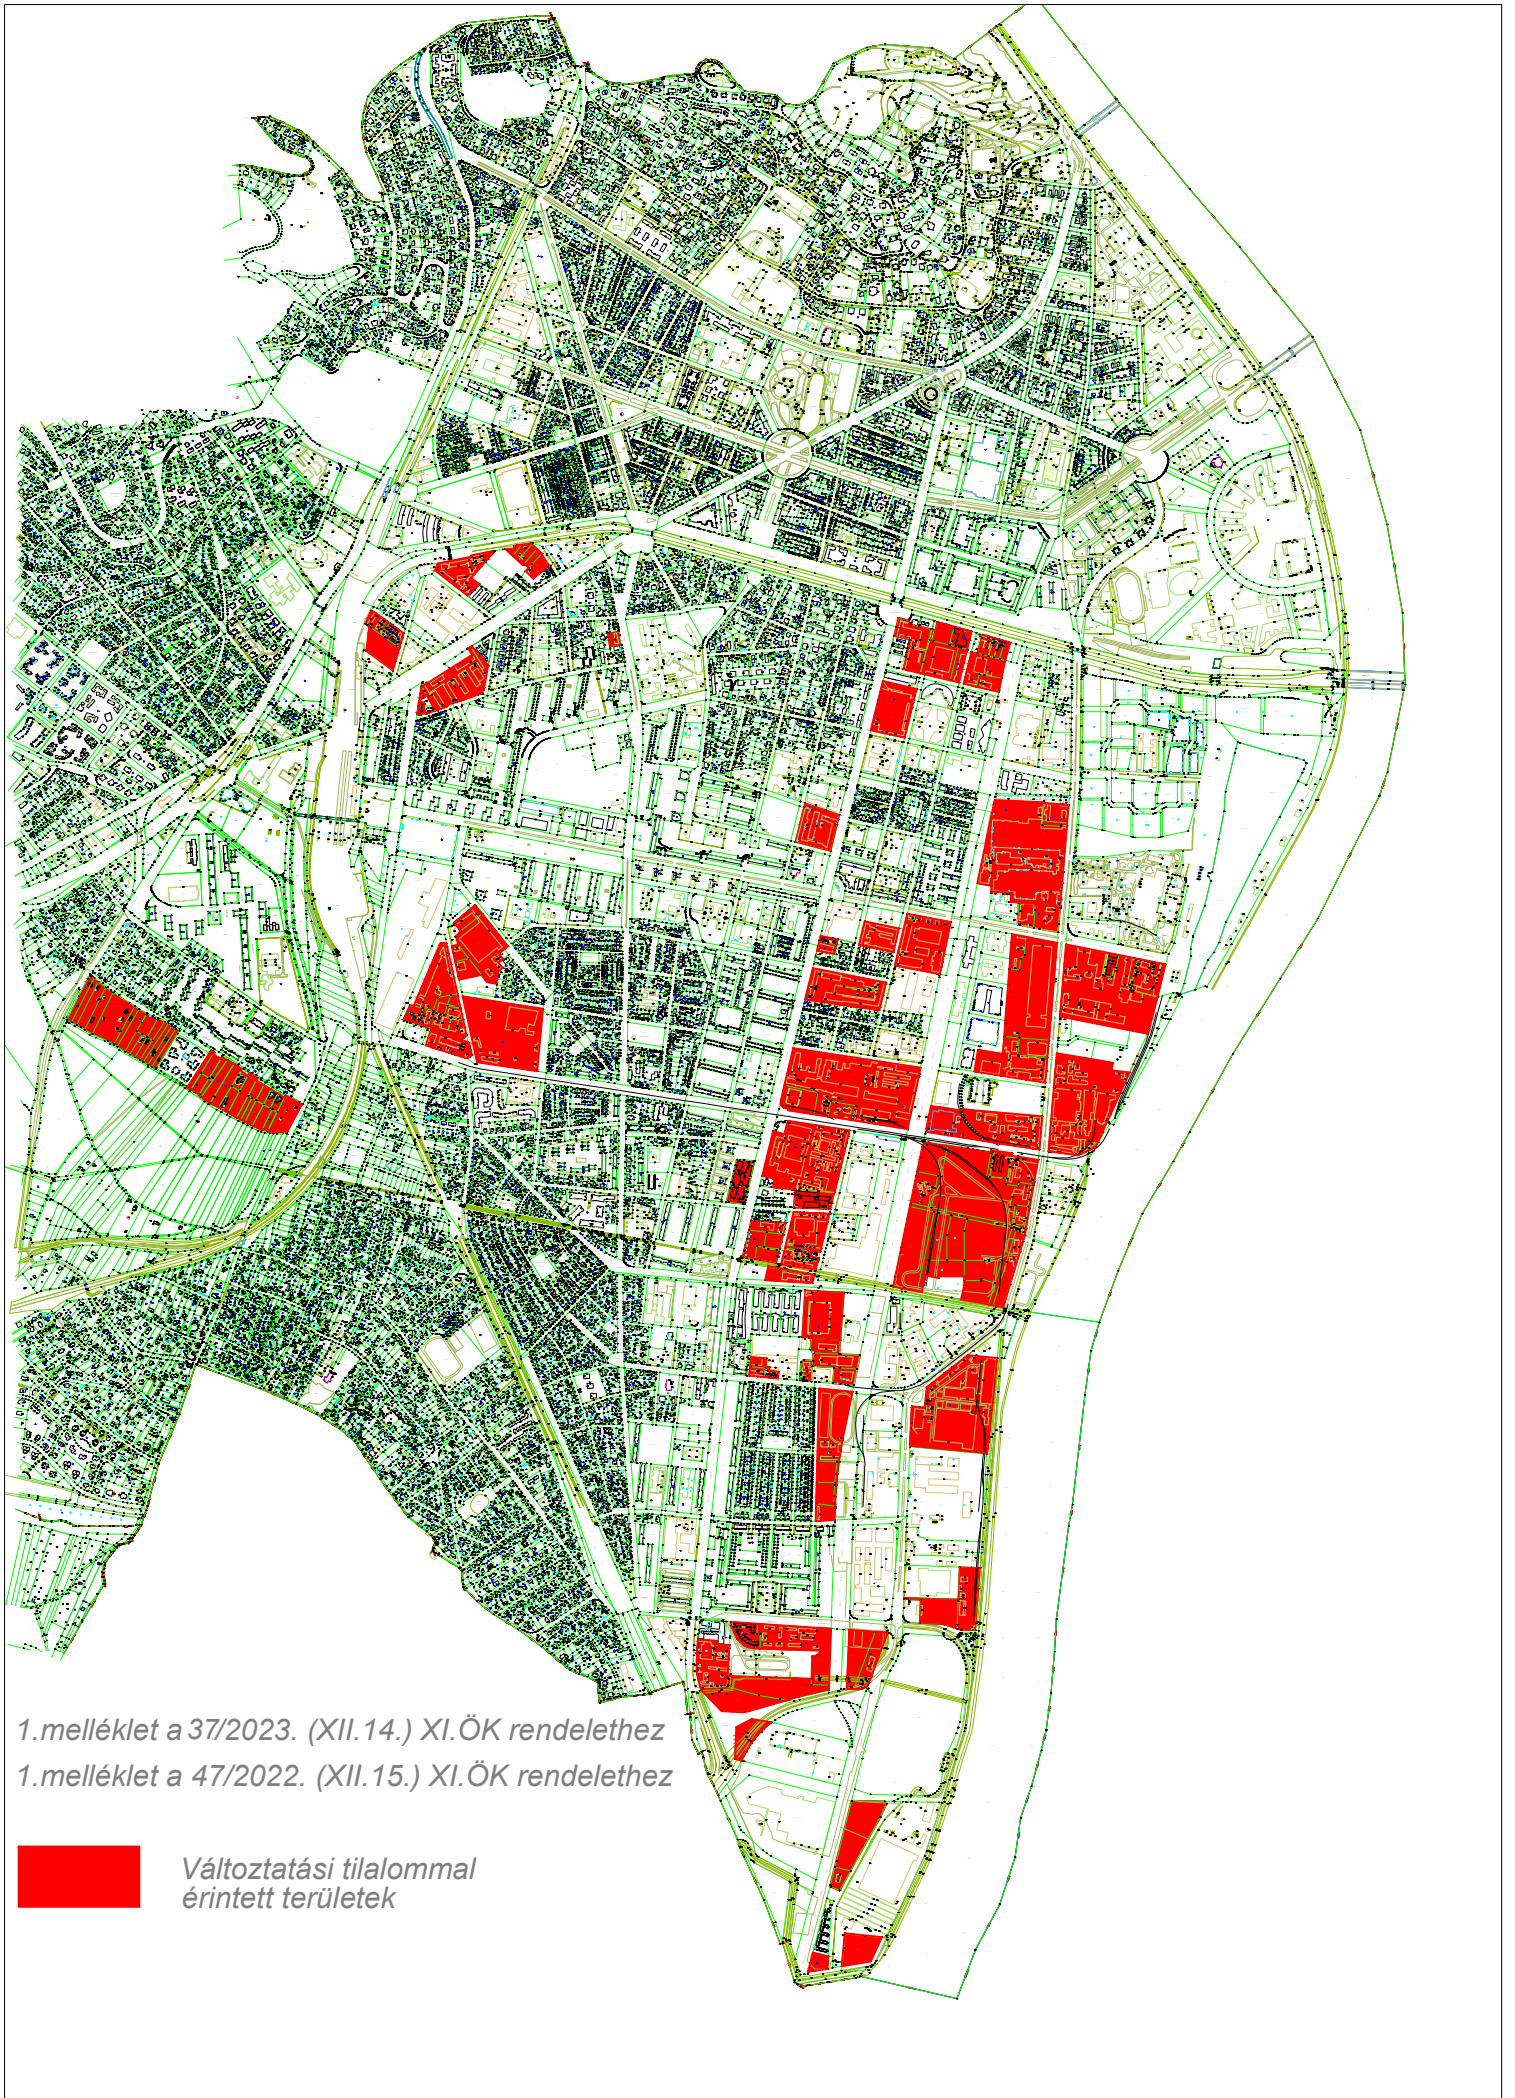 1.melléklet a 37/2023. (XII.14.) XI.ÖK rendelethez
1.melléklet a 47/2022. (XII.15.) XI.ÖK rendelethez
Változtatási tilalommal
érintett területek